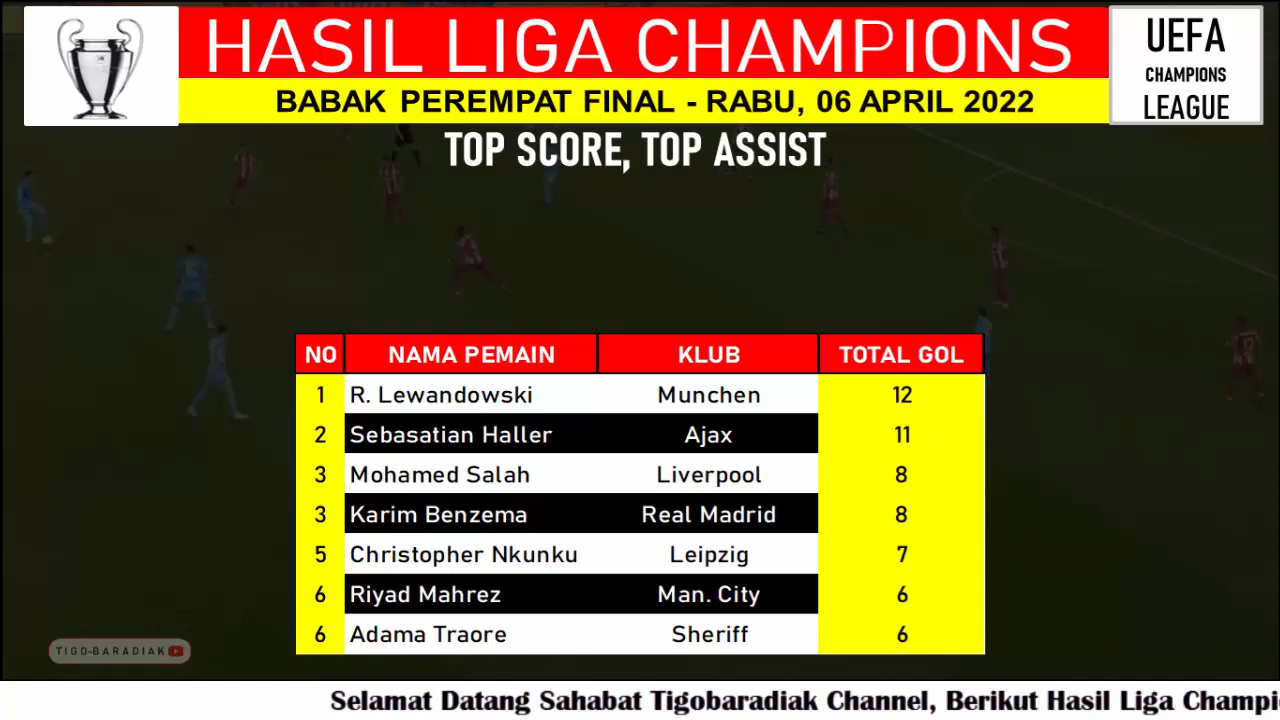 HASIL LIGA CHAMPIONS
BABAK PEREMPAT FINAL - RABU, 06 APRIL 2022
UEFA
CHAMPIONS
LEAGUE
TOP SCORE, TOP ASSIST
NO NAMA PEMAIN KLUB TOTAL GOL
1 R. Lewandowski Munchen 12
2 Sebasatian Haller Ajax 11
3 Mohamed Salah Liverpool 8
3 Karim Benzema Real Madrid 8
5 Christopher Nkunku Leipzig 7
6 Riyad Mahrez Man. City 6
6 Adama Traore Sheriff 6
TIGO-BARADIAK
Selamat Datang Sahabat Tigobaradiak Channel, Berikut Hasil Liga Champi